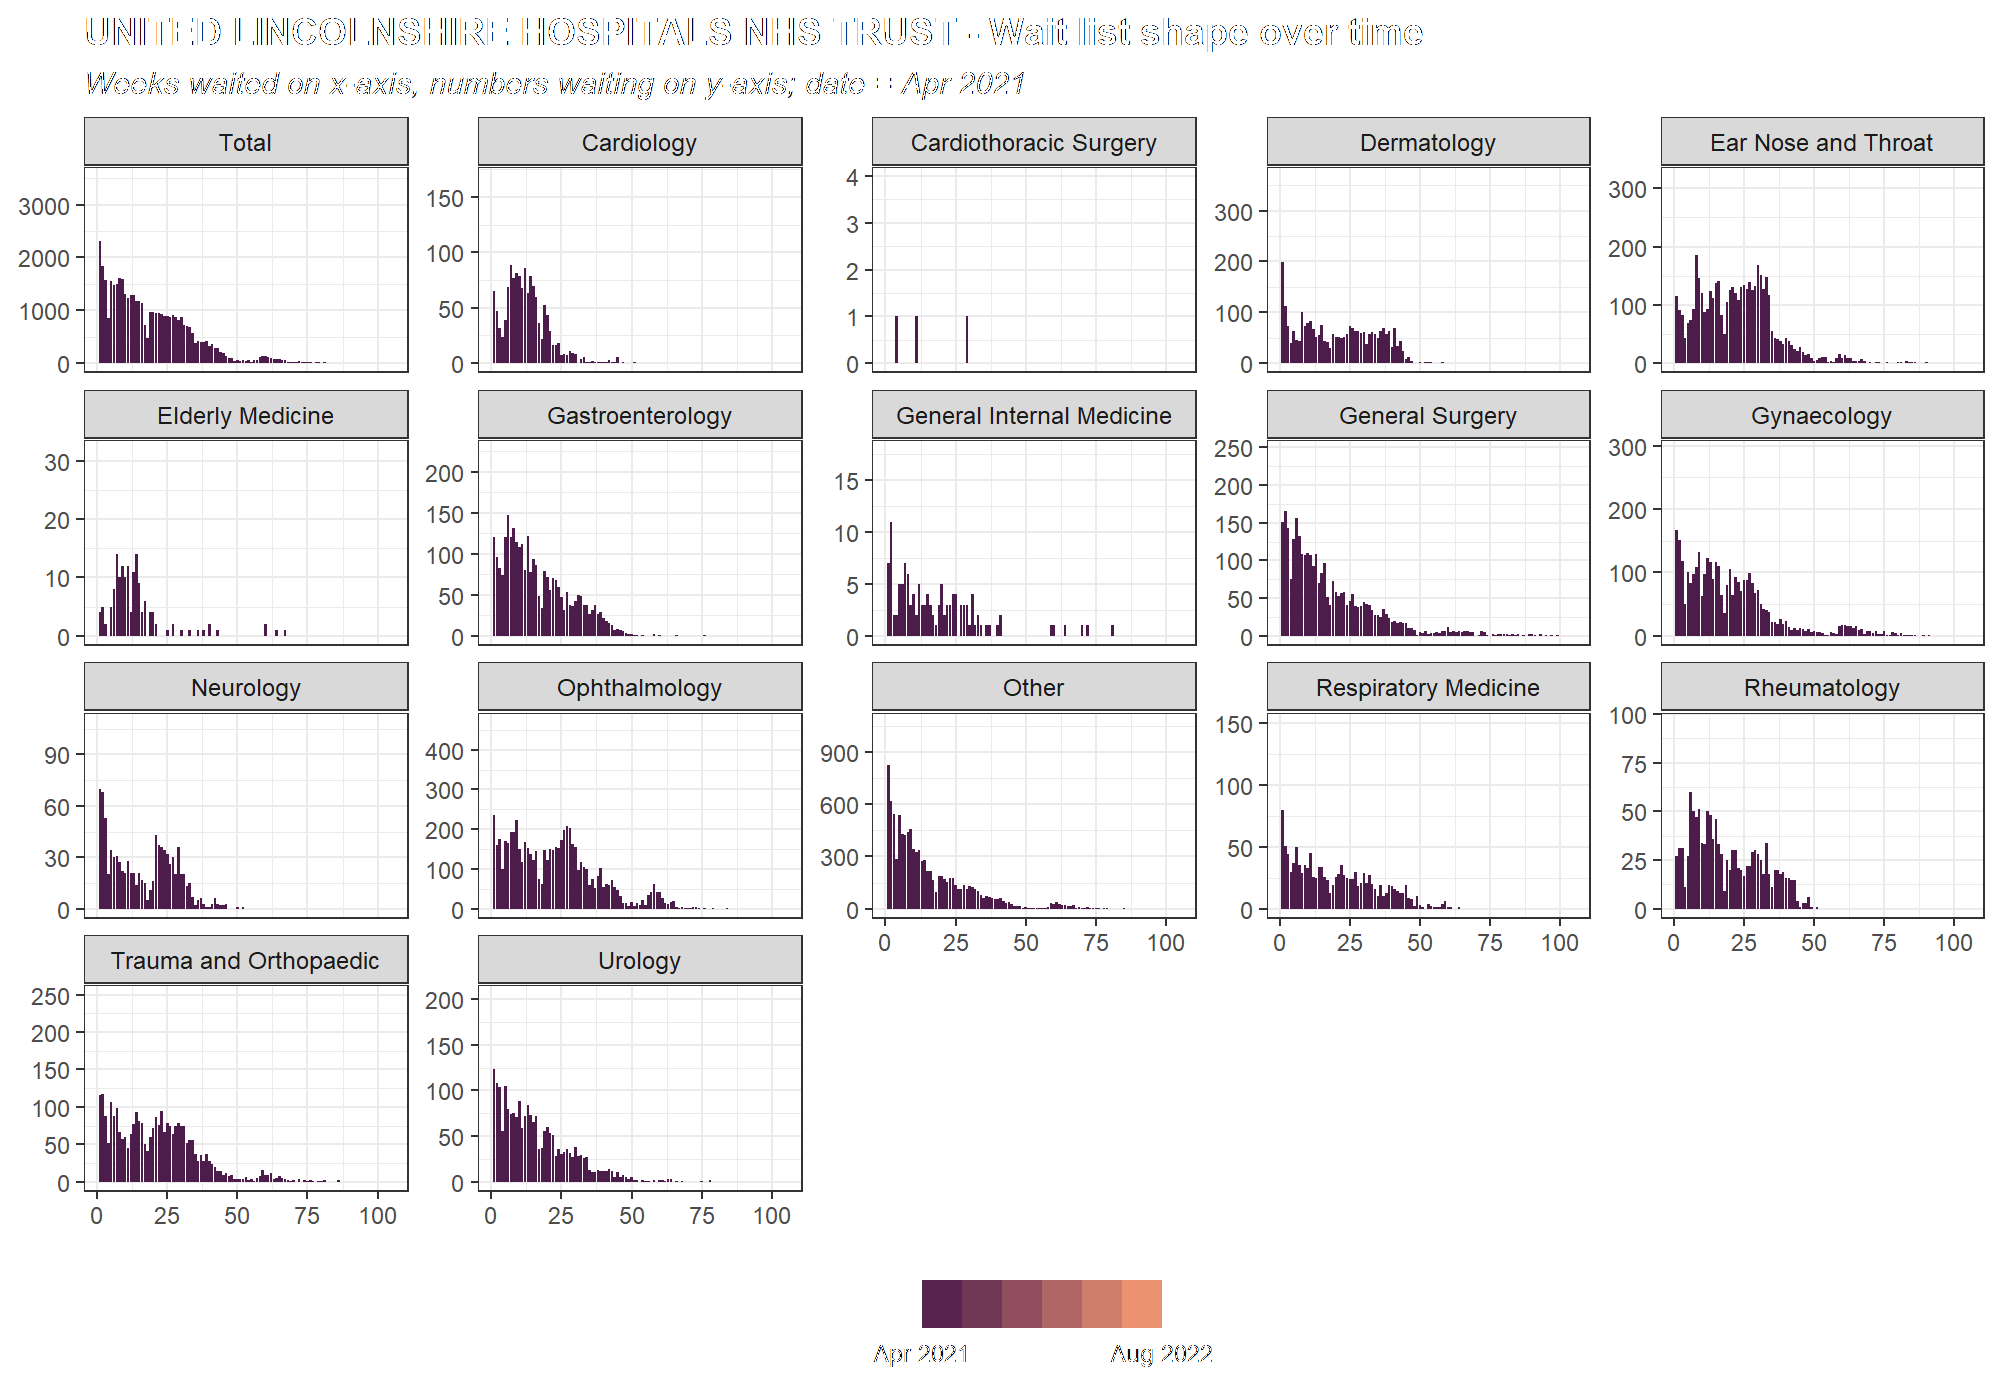 UNITED LINCOLNSHIRE HOSPITALS NHS TRUST - Wait list shape over time
Weeks waited on x-axis, numbers waiting on y-axis; date = Apr 2021
Total
Cardiology
Cardiothoracic Surgery
Dermatology
Ear Nose and Throat
3000
2000
1000
0
150
100
50
0
4
3
2
1
0
300
200
100
0
300
200
100
0
Elderly Medicine
Gastroenterology
General Internal Medicine
General Surgery
Gynaecology
30
20
10
0
200
150
100
50
0
15
10
5
0
250
200
150
100
50
0
300
200
100
0
Neurology
Ophthalmology
Other
Respiratory Medicine
Rheumatology
90
60
30
0
400
300
200
100
0
900
600
300
0
150
100
50
0
100
75
50
25
0
0 25 50 75 100
0 25 50 75 100
0 25 50 75 100
Trauma and Orthopaedic
Urology
250
200
150
100
50
0
200
150
100
50
0
0 25 50 75 100
0 25 50 75 100
Apr 2021
Aug 2022